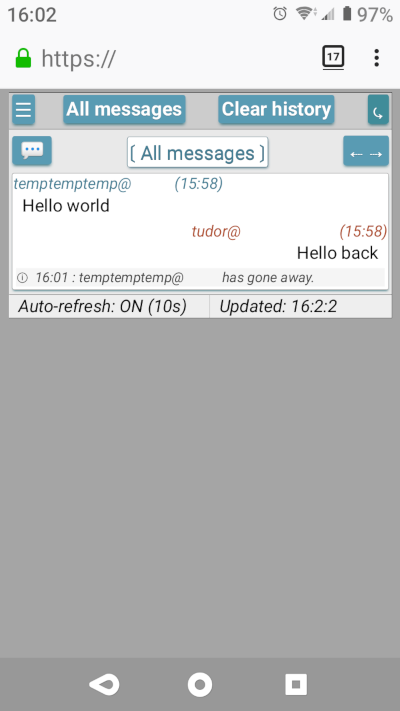 16:02 97%
https:// 17
All messages Clear history
[ All messages ]
temptemptemp@ (15:58)
Hello world
tudor@ (15:58)
Hello back
16:01 : temptemptemp@ has gone away.
Auto-refresh: ON (10s) Updated: 16:2:2